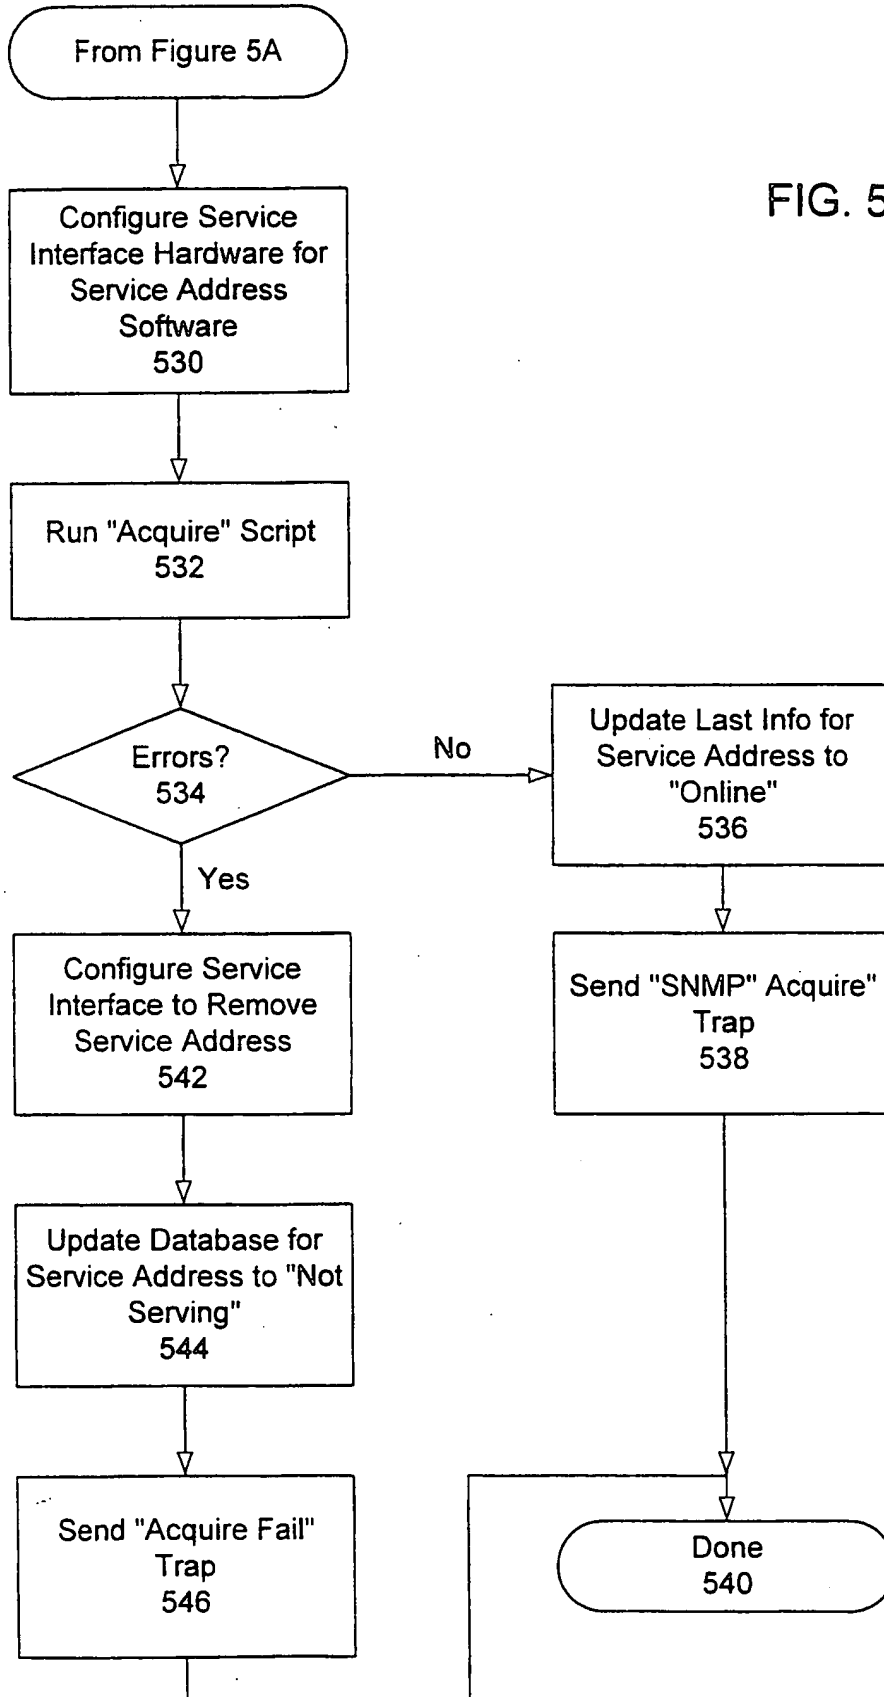 From Figure 5A
FIG. 5
Configure Service
Interface Hardware for
Service Address
Software
530
Run "Acquire" Script
532
Errors?
534
No
Yes
Update Last Info for
Service Address to
"Online"
536
Send "SNMP" Acquire"
Trap
538
Configure Service
Interface to Remove
Service Address
542
Update Database for
Service Address to "Not
Serving"
544
Send "Acquire Fail"
Trap
546
Done
540